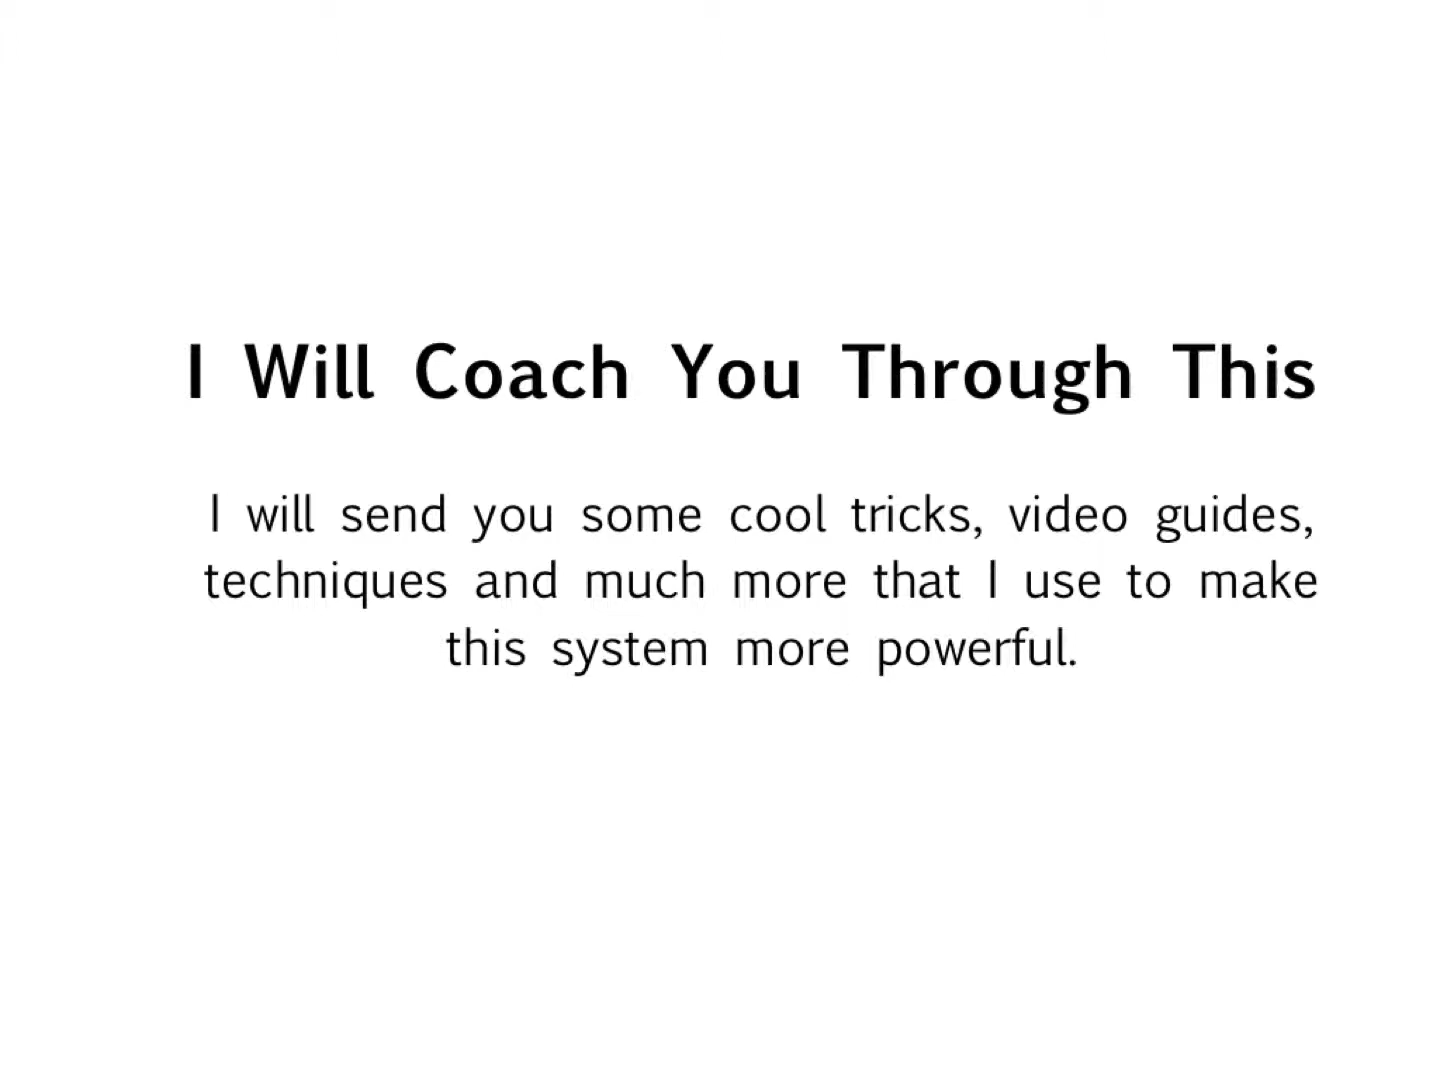 I Will Coach You Through This
I will send you some cool tricks, video guides,
techniques and much more that I use to make
this system more powerful.